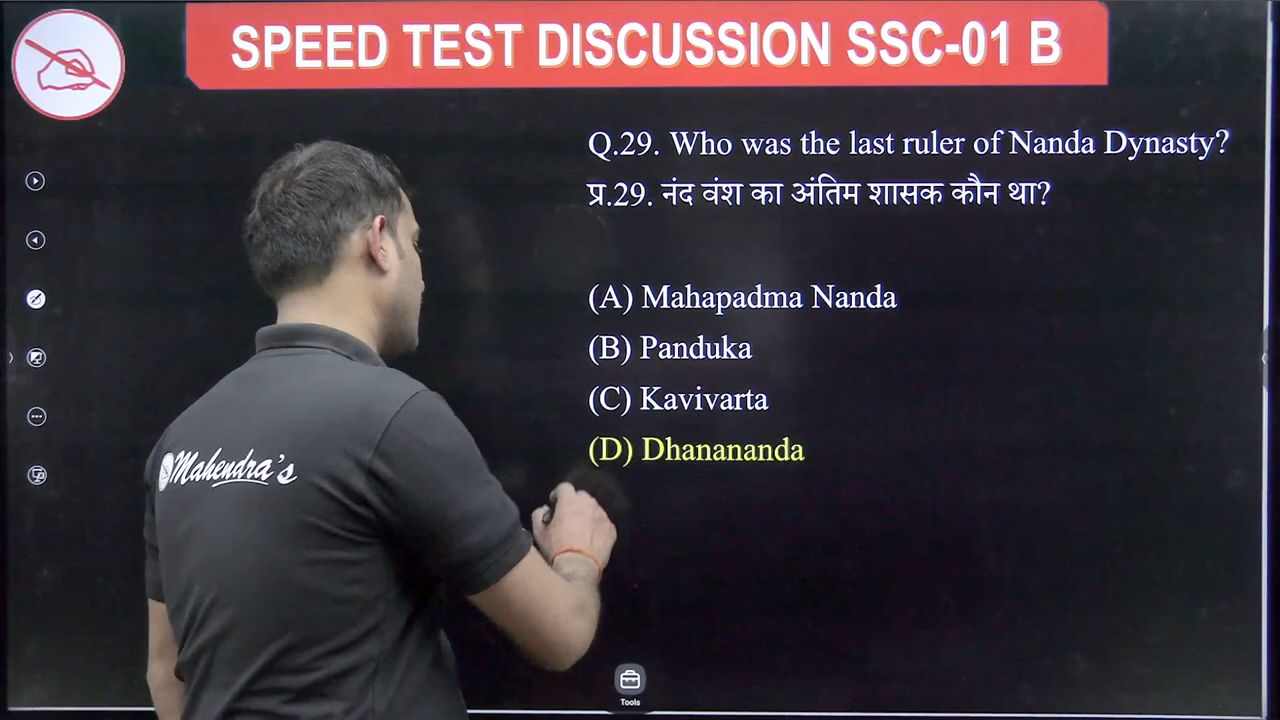 SPEED TEST DISCUSSION SSC-01 B
Q.29. Who was the last ruler of Nanda Dynasty?
प्र.29. नंद वंश का अंतिम शासक कौन था?
(A) Mahapadma Nanda
(B) Panduka
(C) Kavivarta
(D) Dhanananda
Mahendra's
Tools